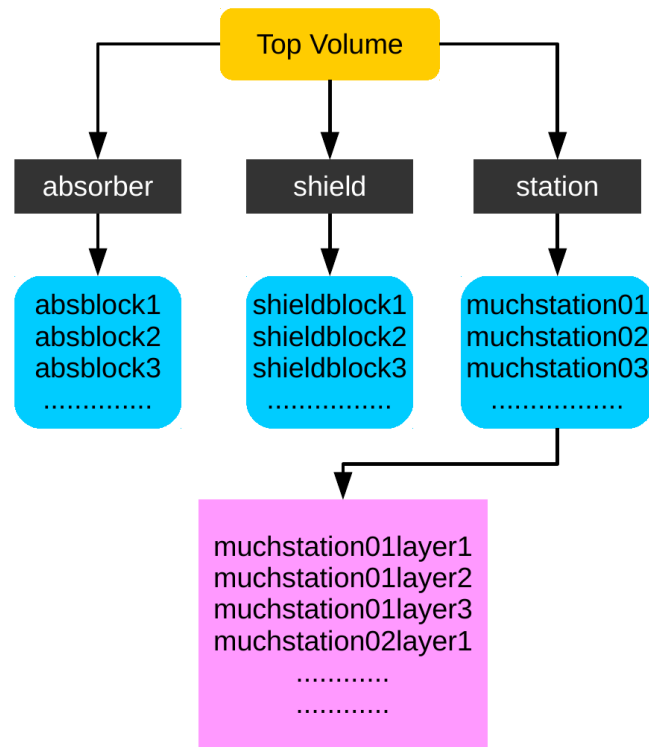 Top Volume
absorber
shield
station
absblock1
absblock2
absblock3
..............
shieldblock1
shieldblock2
shieldblock3
................
muchstation01
muchstation02
muchstation03
.................
muchstation01layer1
muchstation01layer2
muchstation01layer3
muchstation02layer1
............
............